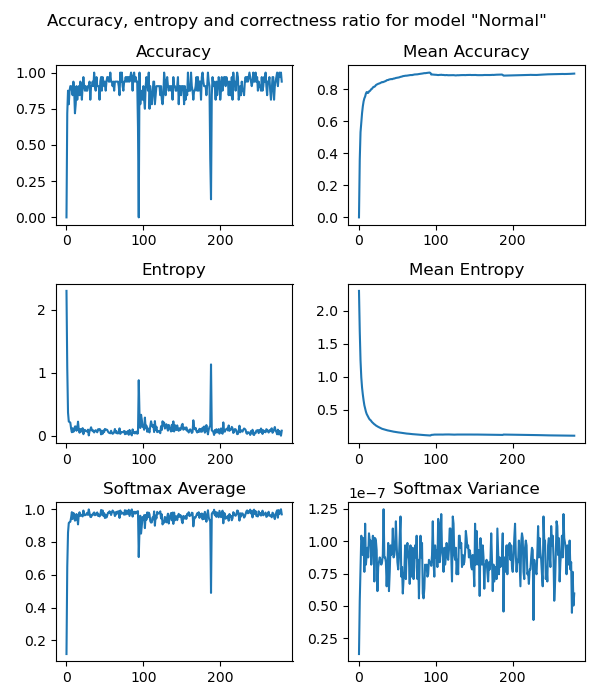 Accuracy, entropy and correctness ratio for model "Normal"
Accuracy
Mean Accuracy
1.00
0.75
0.50
0.25
0.00
0 100 200
0.8
0.6
0.4
0.2
0.0
0 100 200
Entropy
Mean Entropy
2
1
0
0 100 200
2.0
1.5
1.0
0.5
0 100 200
Softmax Average
1e−7 Softmax Variance
1.0
0.8
0.6
0.4
0.2
0 100 200
1.25
1.00
0.75
0.50
0.25
0 100 200